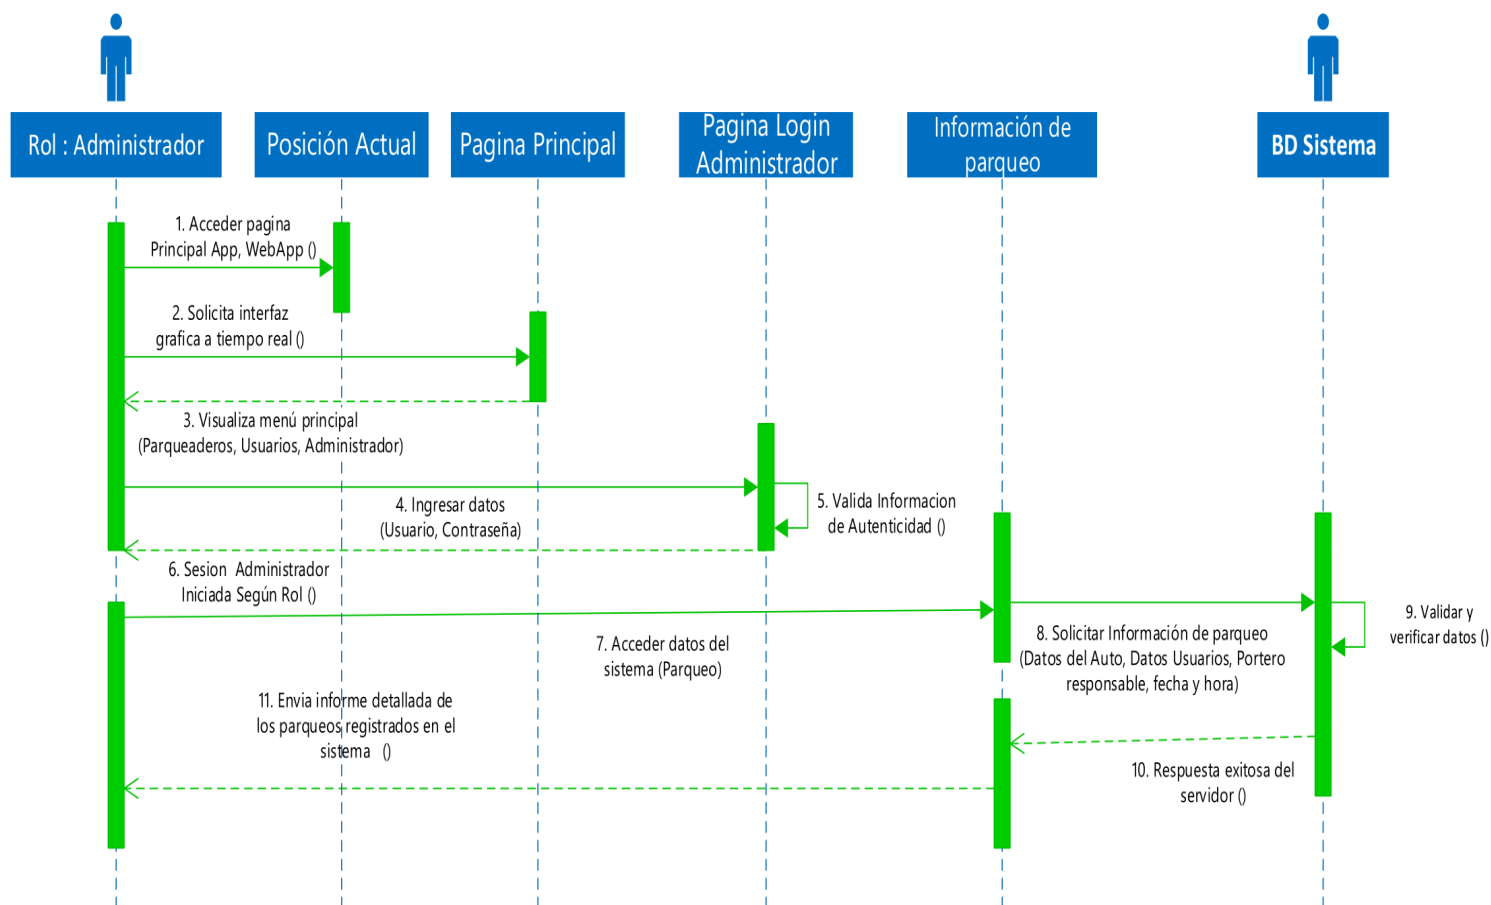 Rol : Administrador
Posición Actual
Pagina Principal
Pagina Login
Administrador
Información de
parqueo
BD Sistema
1. Acceder pagina
Principal App, WebApp ()
2. Solicita interfaz
grafica a tiempo real ()
3. Visualiza menú principal
(Parqueaderos, Usuarios, Administrador)
4. Ingresar datos
(Usuario, Contraseña)
5. Valida Informacion
de Autenticidad ()
6. Sesion Administrador
Iniciada Según Rol ()
7. Acceder datos del
sistema (Parqueo)
8. Solicitar Información de parqueo
(Datos del Auto, Datos Usuarios, Portero
responsable, fecha y hora)
9. Validar y
verificar datos ()
10. Respuesta exitosa del
servidor ()
11. Envia informe detallada de
los parqueos registrados en el
sistema ()